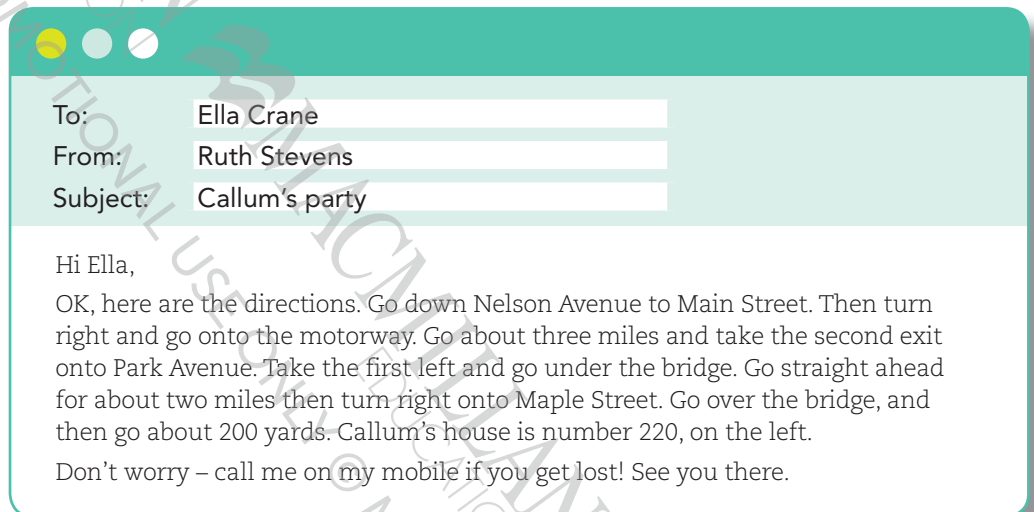 To: Ella Crane
From: Ruth Stevens
Subject: Callum's party
Hi Ella,
OK, here are the directions. Go down Nelson Avenue to Main Street. Then turn
right and go onto the motorway. Go about three miles and take the second exit
onto Park Avenue. Take the first left and go under the bridge. Go straight ahead
for about two miles then turn right onto Maple Street. Go over the bridge, and
then go about 200 yards. Callum's house is number 220, on the left.
Don't worry – call me on my mobile if you get lost! See you there.
MACMILLAN
EDUCATIO
OTIONAL USE ONLY ©